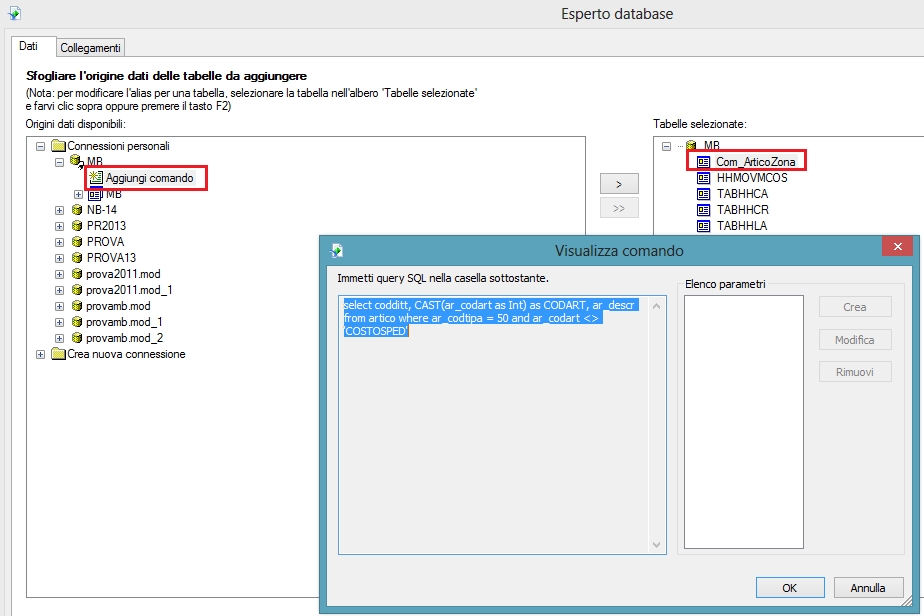 Esperto database
Dati
Collegamenti
Sfogliare l'origine dati delle tabelle da aggiungere
(Nota: per modificare l'alias per una tabella, selezionare la tabella nell'albero 'Tabelle selezionate'
e farvi clic sopra oppure premere il tasto F2)
Origini dati disponibili:
Connessioni personali
MB
Aggiungi comando
MB
NB-14
PR2013
PROVA
PROVA13
prova2011.mod
prova2011.mod_1
provamb.mod
provamb.mod_1
provamb.mod_2
Crea nuova connessione
>
>>
Tabelle selezionate:
MB
Com_ArticoZona
HHMOVMCOS
TABHHCA
TABHHCR
TABHHLA
Visualizza comando
Immetti query SQL nella casella sottostante.
select codditt, CAST(ar_codart as Int) as CODART, ar_descr
from artico where ar_codtipa = 50 and ar_codart <>
'COSTOSPED'
Elenco parametri
Crea
Modifica
Rimuovi
OK
Annulla